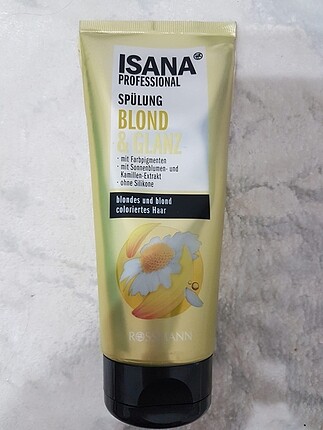 ISANA
PROFESSIONAL
SPÜLUNG
BLOND
& GLANZ
· mit Farbpigmenten
· mit Sonnenblumen- und
Kamillen-Extrakt
· ohne Silikone
blondes und blond
coloriertes Haar
ROSSMANN